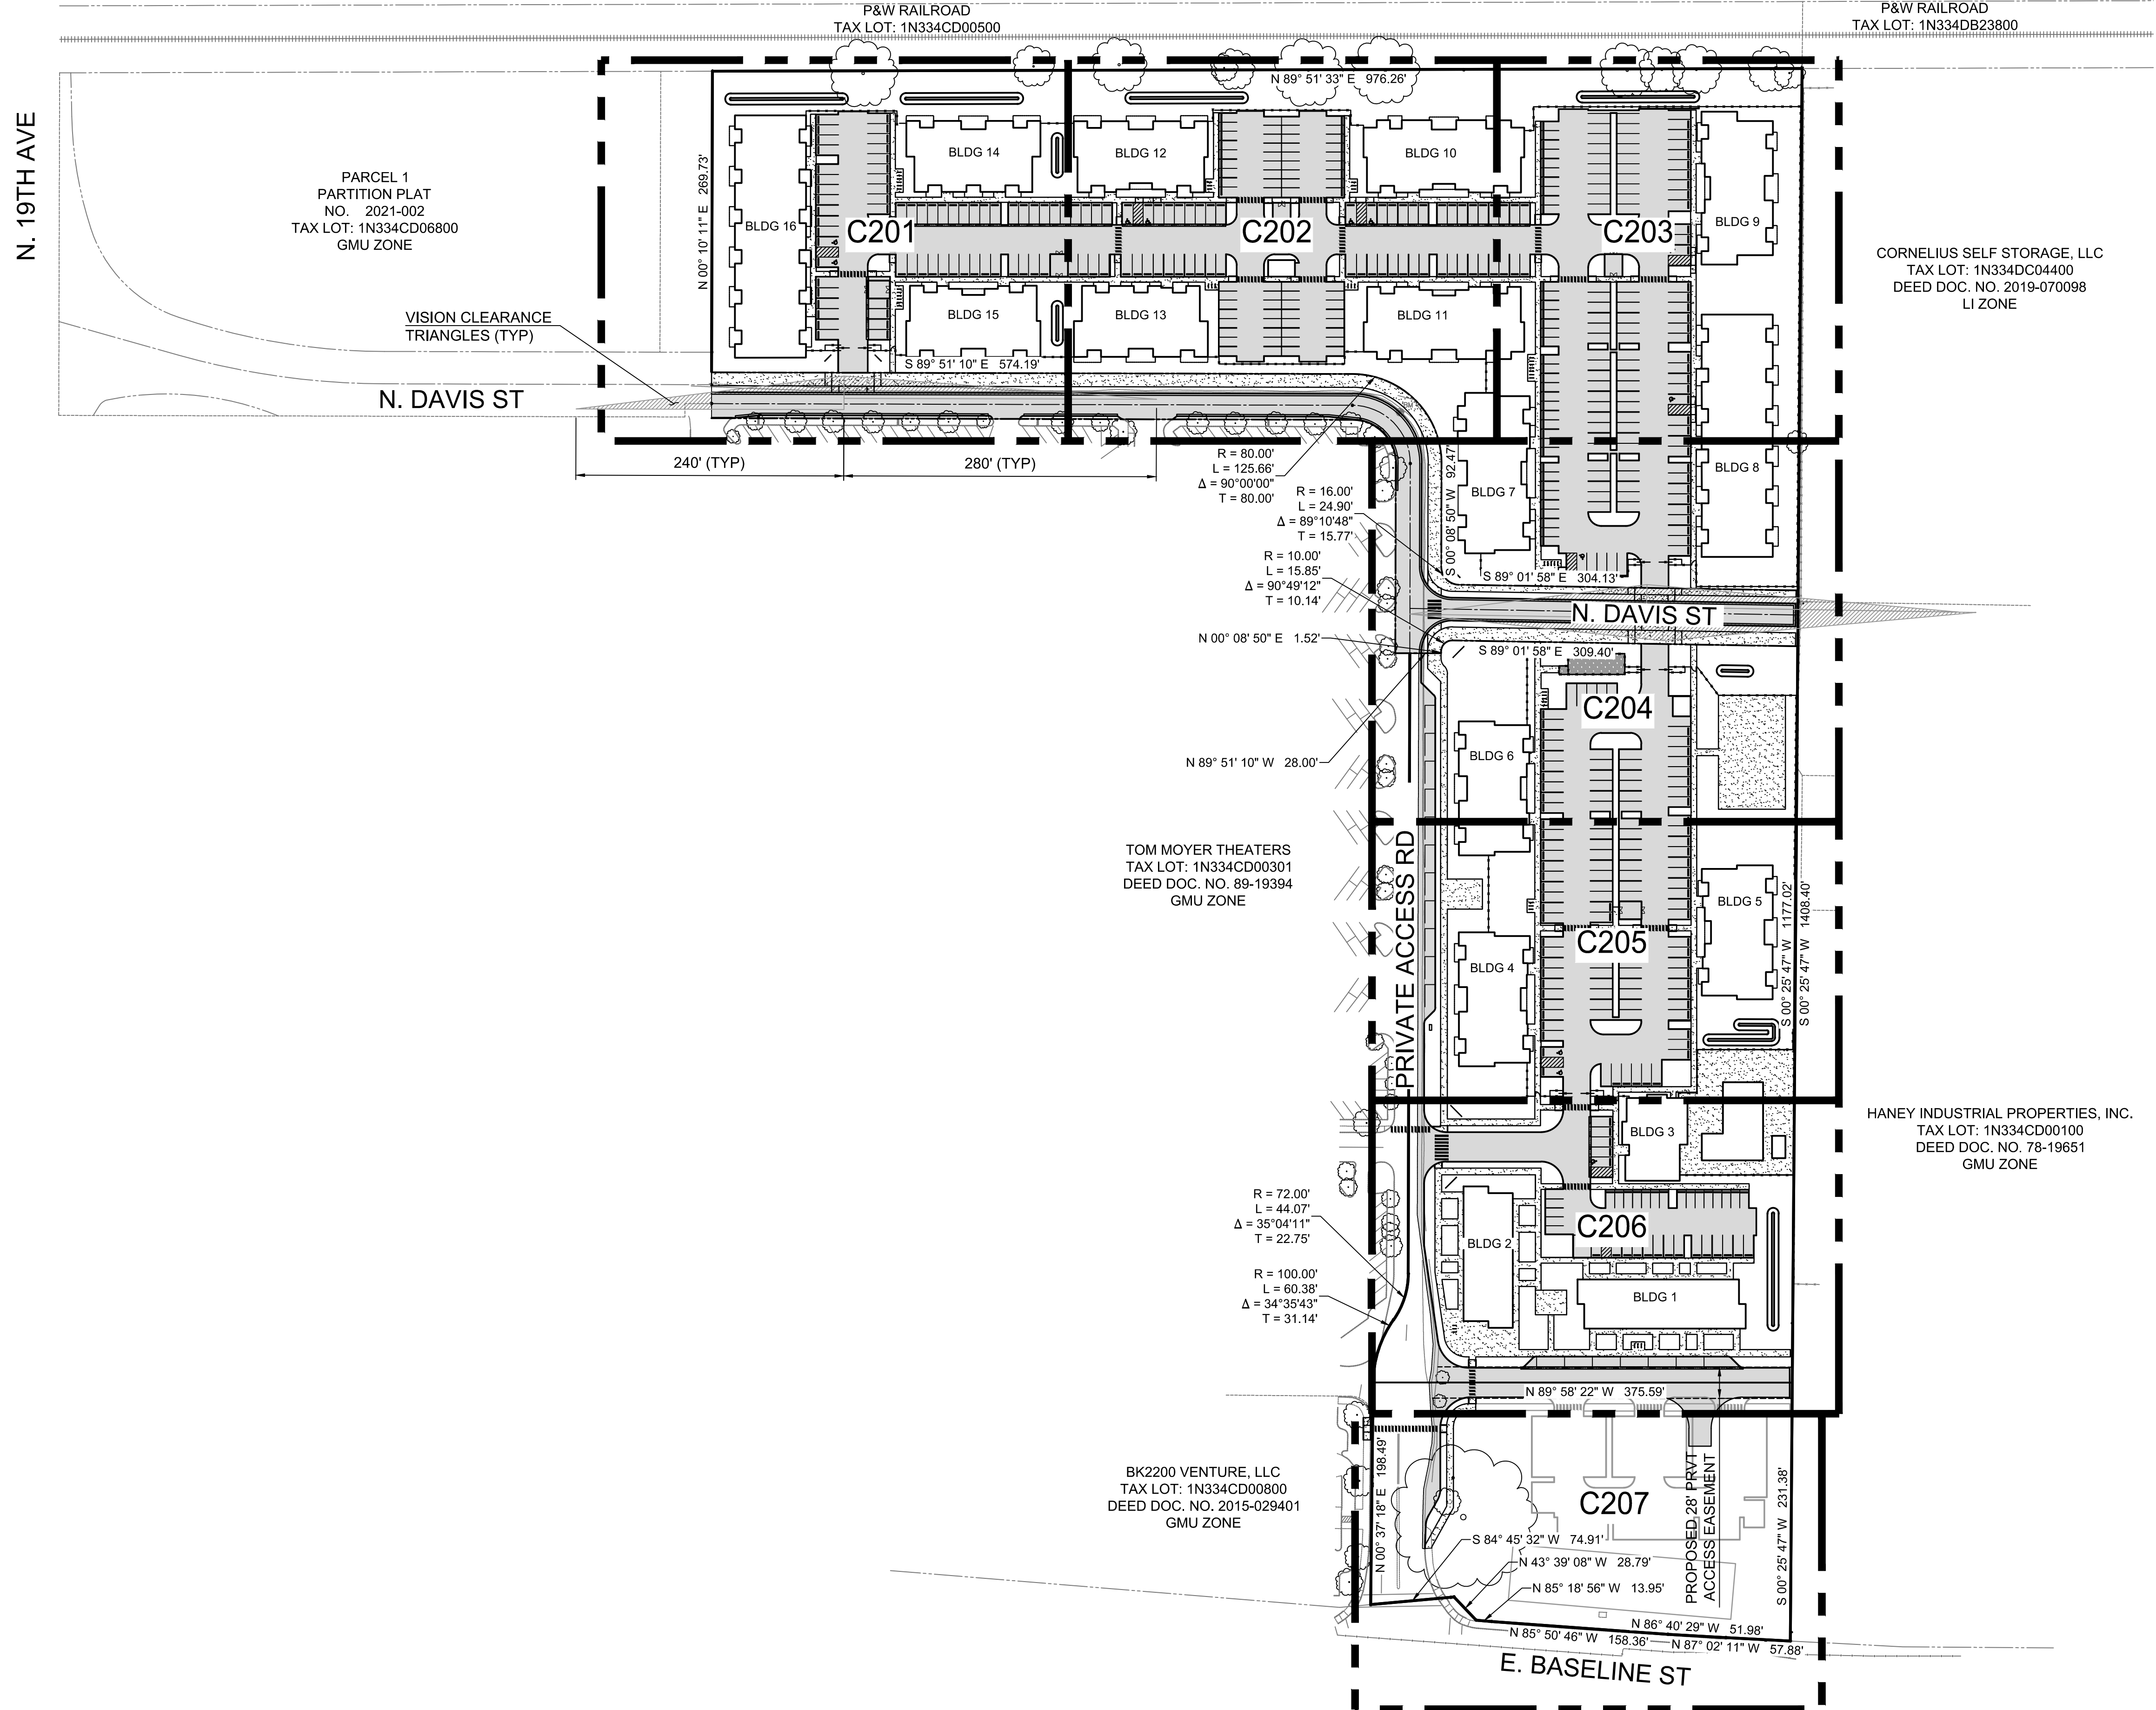 P&W RAILROAD
TAX LOT: 1N334CD00500
P&W RAILROAD
TAX LOT: 1N334DB23800
N 89° 51' 33" E 976.26'
N. 19TH AVE
PARCEL 1
PARTITION PLAT
NO. 2021-002
TAX LOT: 1N334CD06800
GMU ZONE
N 00° 10' 11" E 269.73'
BLDG 16
BLDG 14
BLDG 12
BLDG 10
BLDG 9
C201
C202
C203
CORNELIUS SELF STORAGE, LLC
TAX LOT: 1N334DC04400
DEED DOC. NO. 2019-070098
LI ZONE
BLDG 15
BLDG 13
BLDG 11
VISION CLEARANCE
TRIANGLES (TYP)
S 89° 51' 10" E 574.19'
N. DAVIS ST
240' (TYP)
280' (TYP)
R = 80.00'
L = 125.66'
Δ = 90°00'00"
T = 80.00'
R = 16.00'
L = 24.90'
Δ = 89°10'48"
T = 15.77'
S 00° 08' 50" W 92.47'
BLDG 7
BLDG 8
R = 10.00'
L = 15.85'
Δ = 90°49'12"
T = 10.14'
S 89° 01' 58" E 304.13'
N. DAVIS ST
N 00° 08' 50" E 1.52'
S 89° 01' 58" E 309.40'
C204
N 89° 51' 10" W 28.00'
BLDG 6
PRIVATE ACCESS RD
TOM MOYER THEATERS
TAX LOT: 1N334CD00301
DEED DOC. NO. 89-19394
GMU ZONE
BLDG 5
S 00° 25' 47" W 1177.02'
S 00° 25' 47" W 1408.40'
C205
BLDG 4
HANEY INDUSTRIAL PROPERTIES, INC.
TAX LOT: 1N334CD00100
DEED DOC. NO. 78-19651
GMU ZONE
BLDG 3
R = 72.00'
L = 44.07'
Δ = 35°04'11"
T = 22.75'
C206
BLDG 2
R = 100.00'
L = 60.38'
Δ = 34°35'43"
T = 31.14'
BLDG 1
N 89° 58' 22" W 375.59'
BK2200 VENTURE, LLC
TAX LOT: 1N334CD00800
DEED DOC. NO. 2015-029401
GMU ZONE
N 00° 37' 18" E 198.49'
C207
PROPOSED 28' PRVT
ACCESS EASEMENT
S 00° 25' 47" W 231.38'
S 84° 45' 32" W 74.91'
N 43° 39' 08" W 28.79'
N 85° 18' 56" W 13.95'
N 86° 40' 29" W 51.98'
N 85° 50' 46" W 158.36'
N 87° 02' 11" W 57.88'
E. BASELINE ST